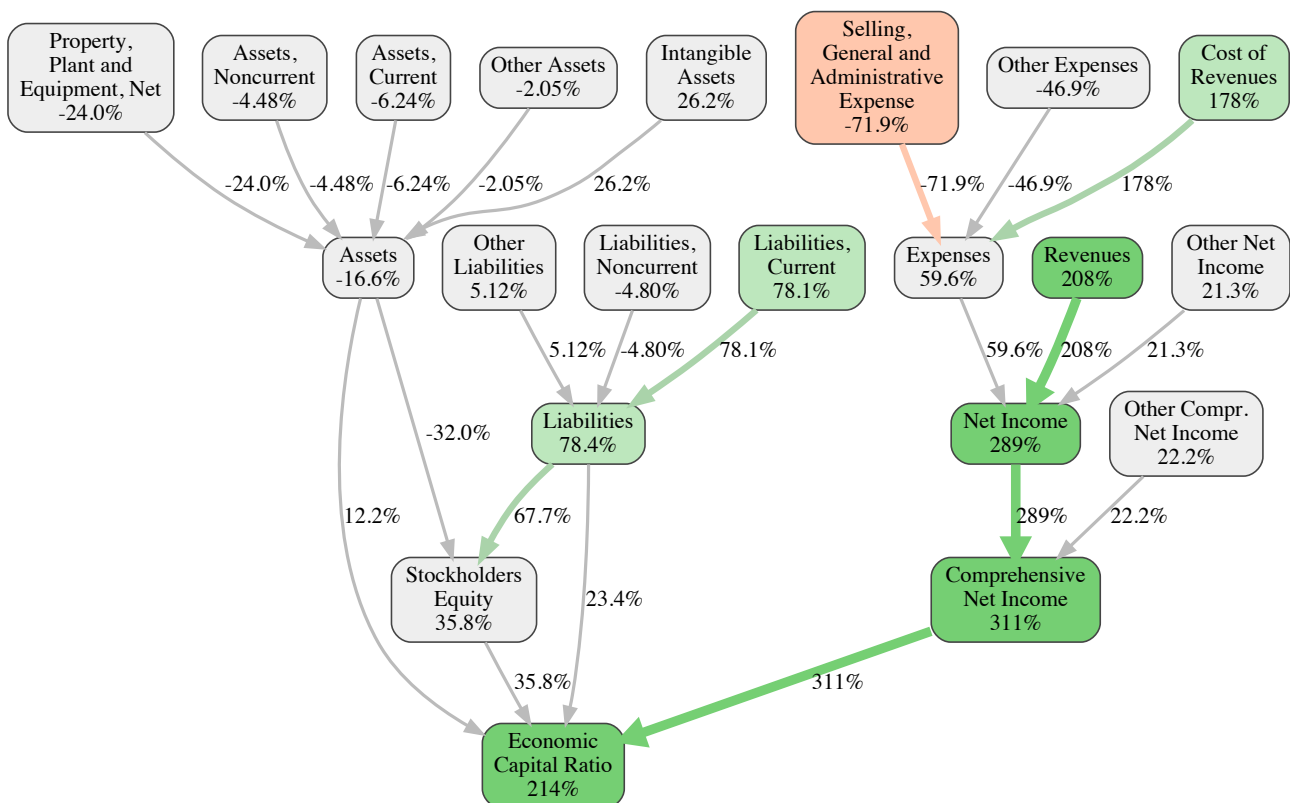 Property,
Plant and
Equipment, Net
-24.0%
Assets,
Noncurrent
-4.48%
Assets,
Current
-6.24%
Other Assets
-2.05%
Intangible
Assets
26.2%
Selling,
General and
Administrative
Expense
-71.9%
Other Expenses
-46.9%
Cost of
Revenues
178%
-24.0%
-4.48%
-6.24%
-2.05%
26.2%
-71.9%
-46.9%
178%
Assets
-16.6%
Other
Liabilities
5.12%
Liabilities,
Noncurrent
-4.80%
Liabilities,
Current
78.1%
Expenses
59.6%
Revenues
208%
Other Net
Income
21.3%
5.12%
-4.80%
78.1%
59.6%
208%
21.3%
-32.0%
Liabilities
78.4%
Net Income
289%
Other Compr.
Net Income
22.2%
12.2%
67.7%
289%
22.2%
Stockholders
Equity
35.8%
23.4%
Comprehensive
Net Income
311%
35.8%
311%
Economic
Capital Ratio
214%